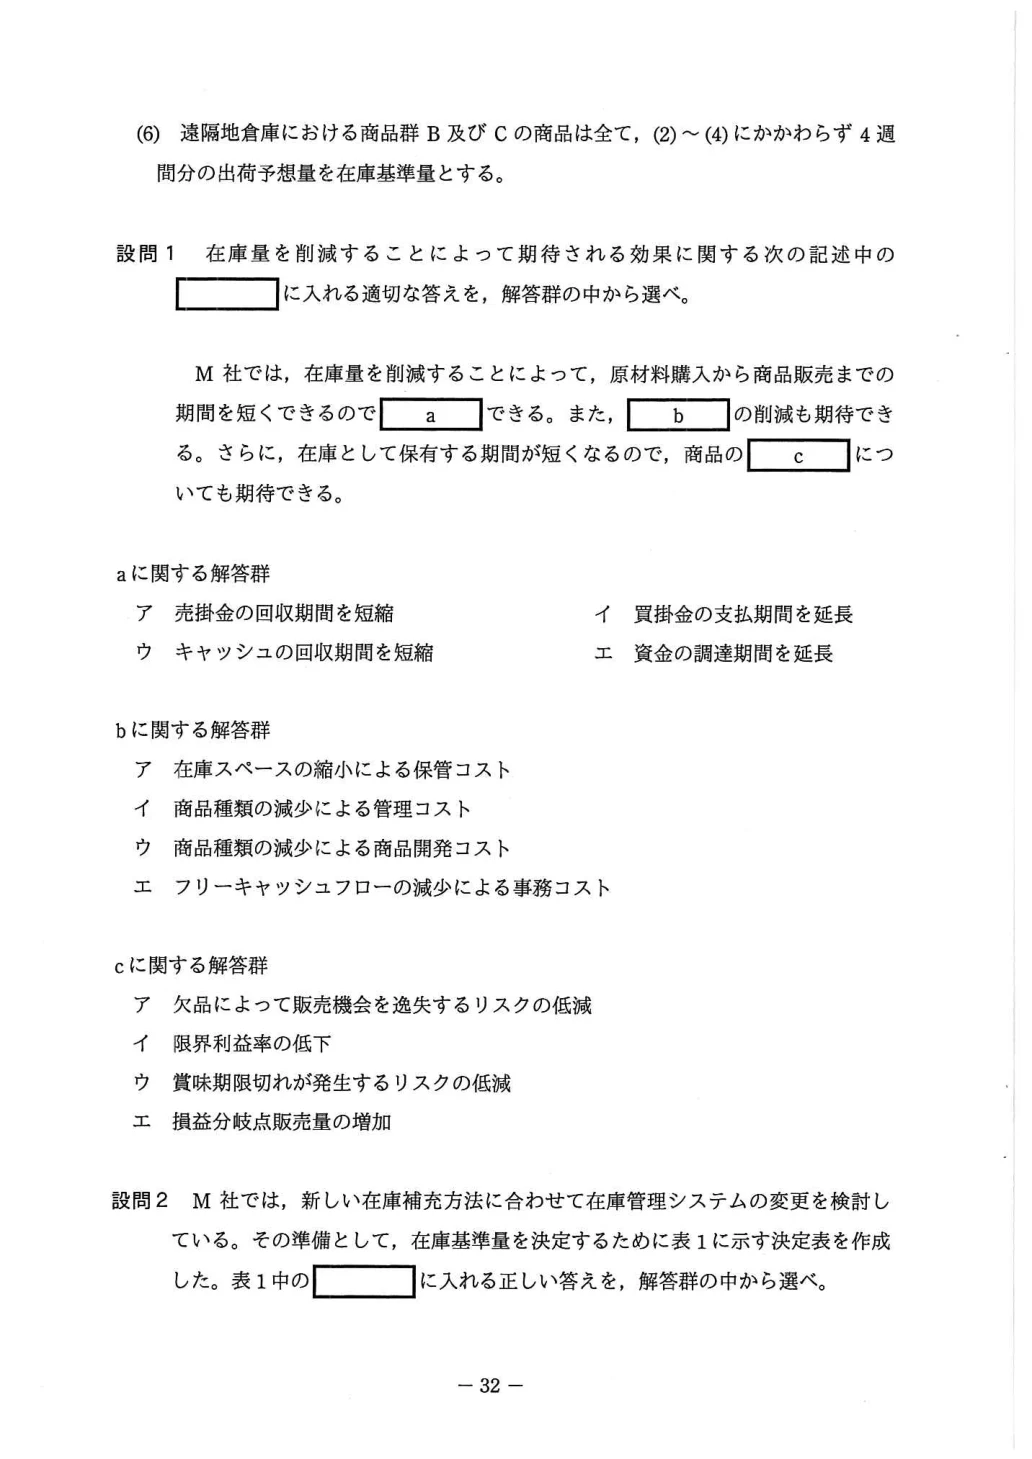 (6) 遠隔地倉庫における商品群 B 及び C の商品は全て，(2)～(4)にかかわらず 4 週
間分の出荷予想量を在庫基準量とする。
設問1 在庫量を削減することによって期待される効果に関する次の記述中の
に入れる適切な答えを，解答群の中から選べ。
M 社では，在庫量を削減することによって，原材料購入から商品販売までの
期間を短くできるので a できる。また， b の削減も期待でき
る。さらに，在庫として保有する期間が短くなるので，商品の c につ
いても期待できる。
aに関する解答群
ア 売掛金の回収期間を短縮 イ 買掛金の支払期間を延長
ウ キャッシュの回収期間を短縮 エ 資金の調達期間を延長
bに関する解答群
ア 在庫スペースの縮小による保管コスト
イ 商品種類の減少による管理コスト
ウ 商品種類の減少による商品開発コスト
エ フリーキャッシュフローの減少による事務コスト
cに関する解答群
ア 欠品によって販売機会を逸失するリスクの低減
イ 限界利益率の低下
ウ 賞味期限切れが発生するリスクの低減
エ 損益分岐点販売量の増加
設問2 M 社では，新しい在庫補充方法に合わせて在庫管理システムの変更を検討し
ている。その準備として，在庫基準量を決定するために表1に示す決定表を作成
した。表1中の に入れる正しい答えを，解答群の中から選べ。
－ 32 －